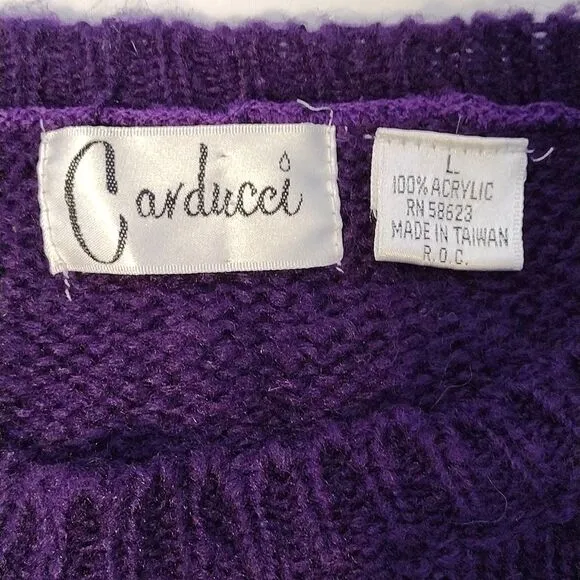 Carducci
L
100% ACRYLIC
RN 58623
MADE IN TAIWAN
R.O.C.